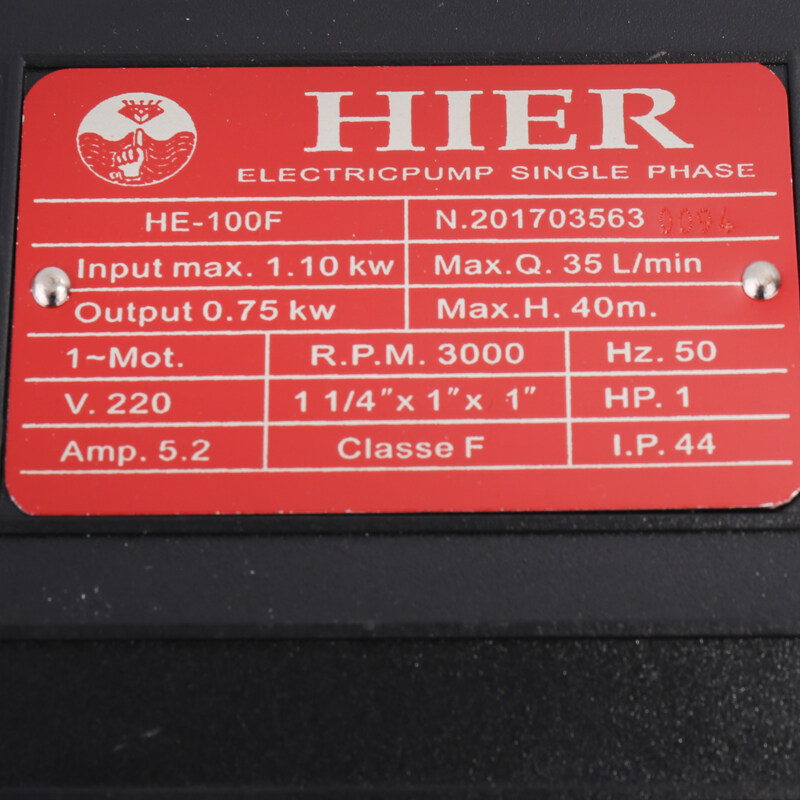 HIER
ELECTRICPUMP SINGLE PHASE
HE-100F N.201703563 0096
Input max. 1.10 kw Max.Q. 35 L/min
Output 0.75 kw Max.H. 40m.
1~Mot. R.P.M. 3000 Hz. 50
V. 220 1 1/4"x 1"x 1" HP. 1
Amp. 5.2 Classe F I.P. 44